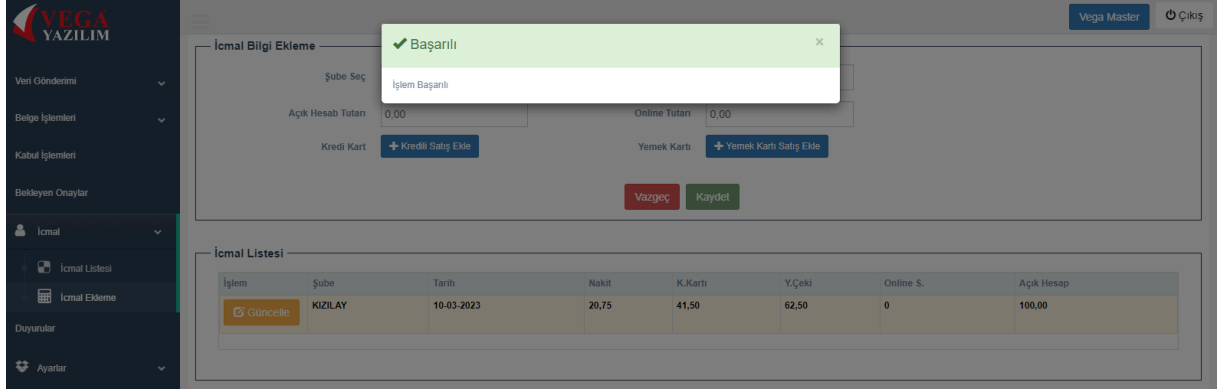 VEGA
YAZILIM
Vega Master
Çıkış
Veri Gönderimi
Belge İşlemleri
Kabul İşlemleri
Bekleyen Onaylar
İcmal
İcmal Listesi
İcmal Ekleme
Duyurular
Ayarlar
İcmal Bilgi Ekleme
Başarılı ×
İşlem Başarılı
Şube Seç
Açık Hesab Tutarı 0,00 Online Tutarı 0,00
Kredi Kart + Kredili Satış Ekle Yemek Kartı + Yemek Kartı Satış Ekle
Vazgeç Kaydet
İcmal Listesi
İşlem Şube Tarih Nakit K.Kartı Y.Çeki Online S. Açık Hesap
Güncelle KIZILAY 10-03-2023 20,75 41,50 62,50 0 100,00